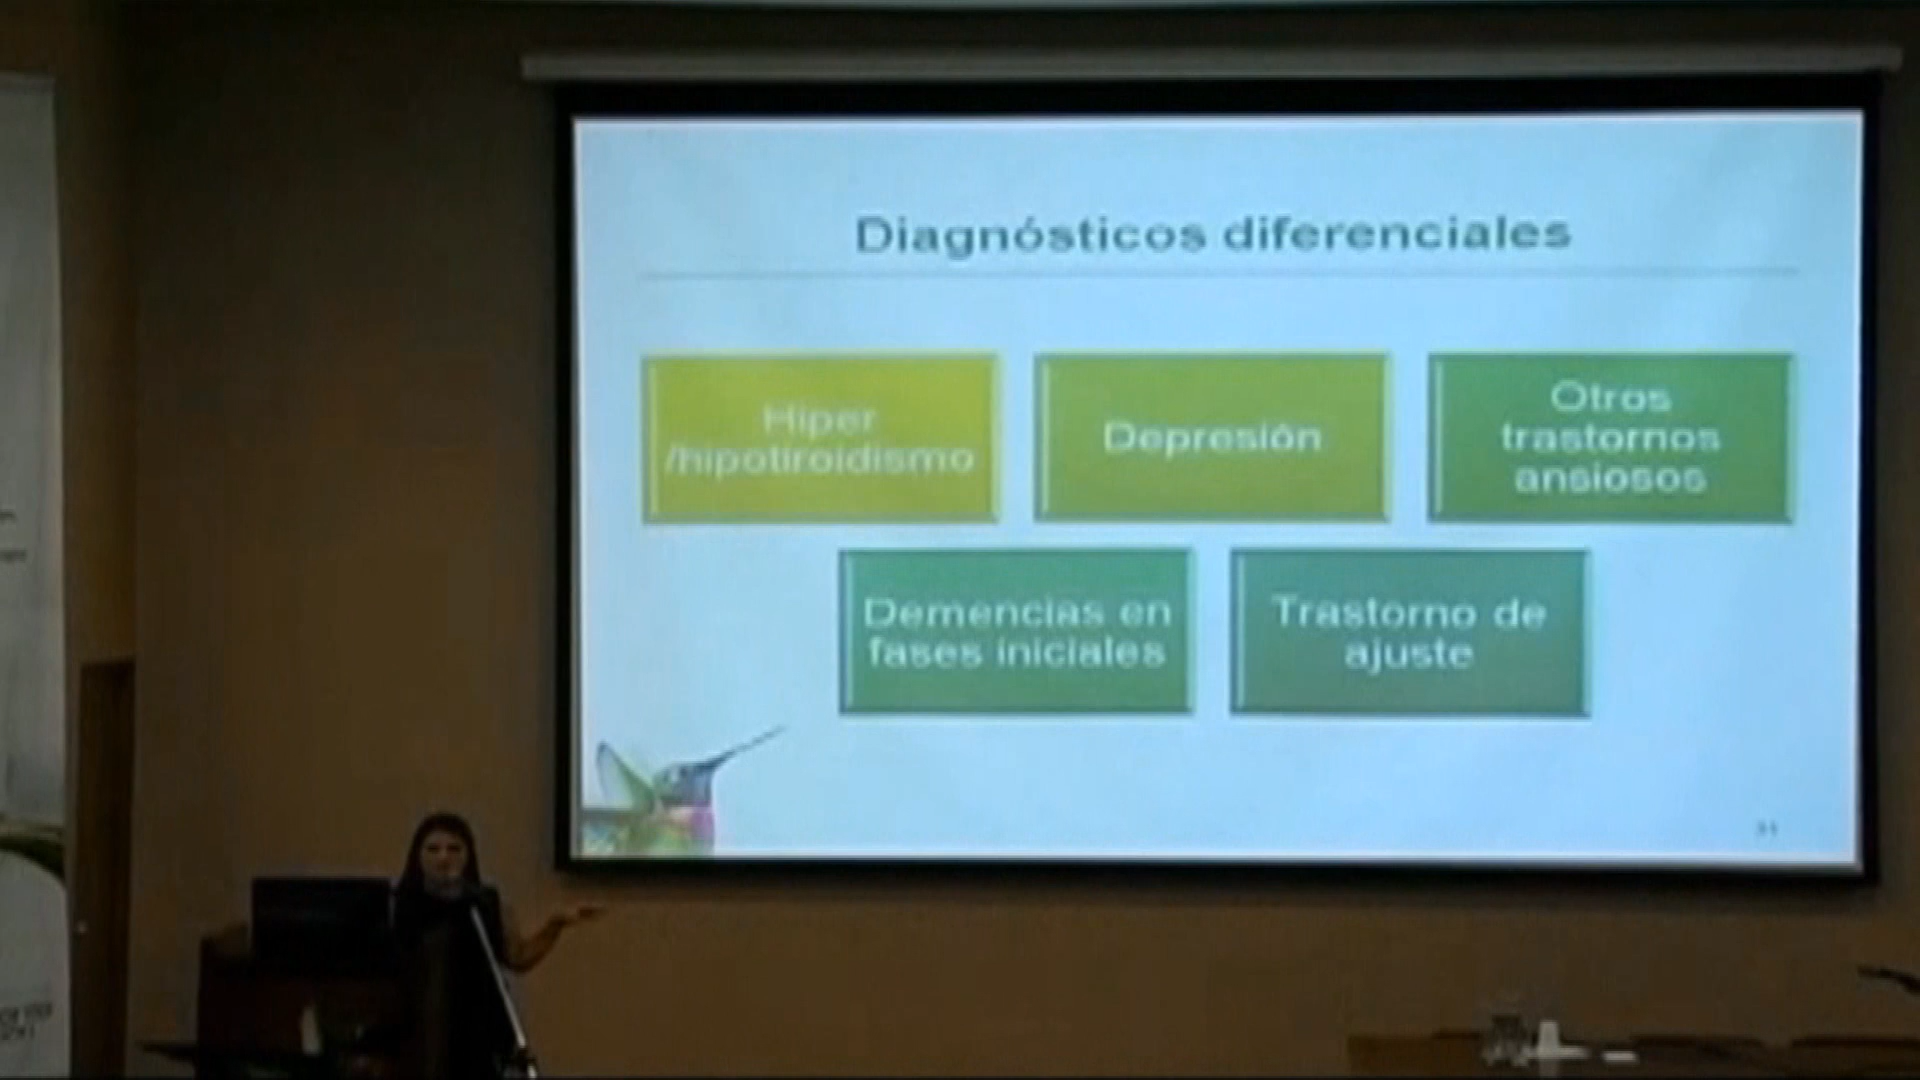 Diagnósticos diferenciales
Hiper
/hipotiroidismo
Depresión
Otros
trastornos
ansiosos
Demencias en
fases iniciales
Trastorno de
ajuste